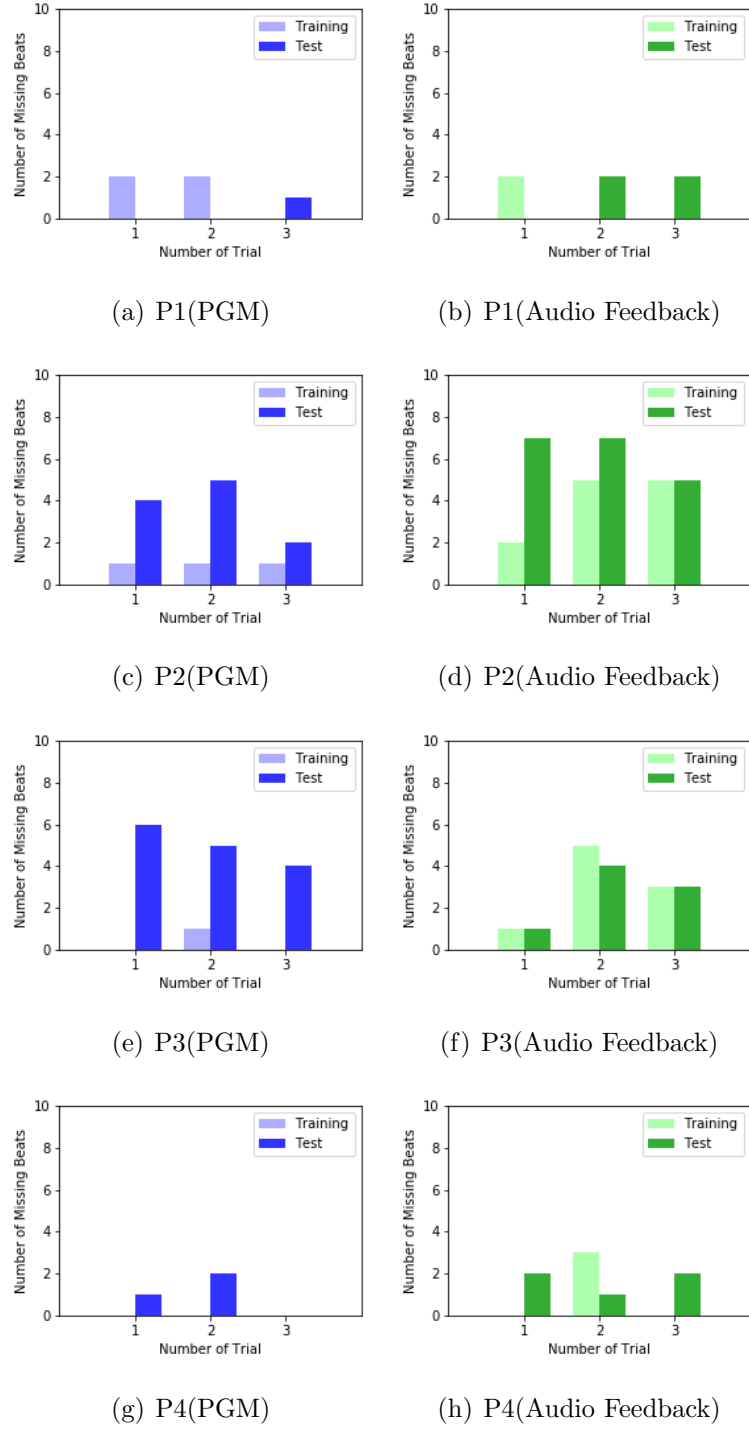 10
8
6
4
2
0
Number of Missing Beats
Training
Test
1 2 3
Number of Trial
(a) P1(PGM)
10
8
6
4
2
0
Number of Missing Beats
Training
Test
1 2 3
Number of Trial
(b) P1(Audio Feedback)
10
8
6
4
2
0
Number of Missing Beats
Training
Test
1 2 3
Number of Trial
(c) P2(PGM)
10
8
6
4
2
0
Number of Missing Beats
Training
Test
1 2 3
Number of Trial
(d) P2(Audio Feedback)
10
8
6
4
2
0
Number of Missing Beats
Training
Test
1 2 3
Number of Trial
(e) P3(PGM)
10
8
6
4
2
0
Number of Missing Beats
Training
Test
1 2 3
Number of Trial
(f) P3(Audio Feedback)
10
8
6
4
2
0
Number of Missing Beats
Training
Test
1 2 3
Number of Trial
(g) P4(PGM)
10
8
6
4
2
0
Number of Missing Beats
Training
Test
1 2 3
Number of Trial
(h) P4(Audio Feedback)